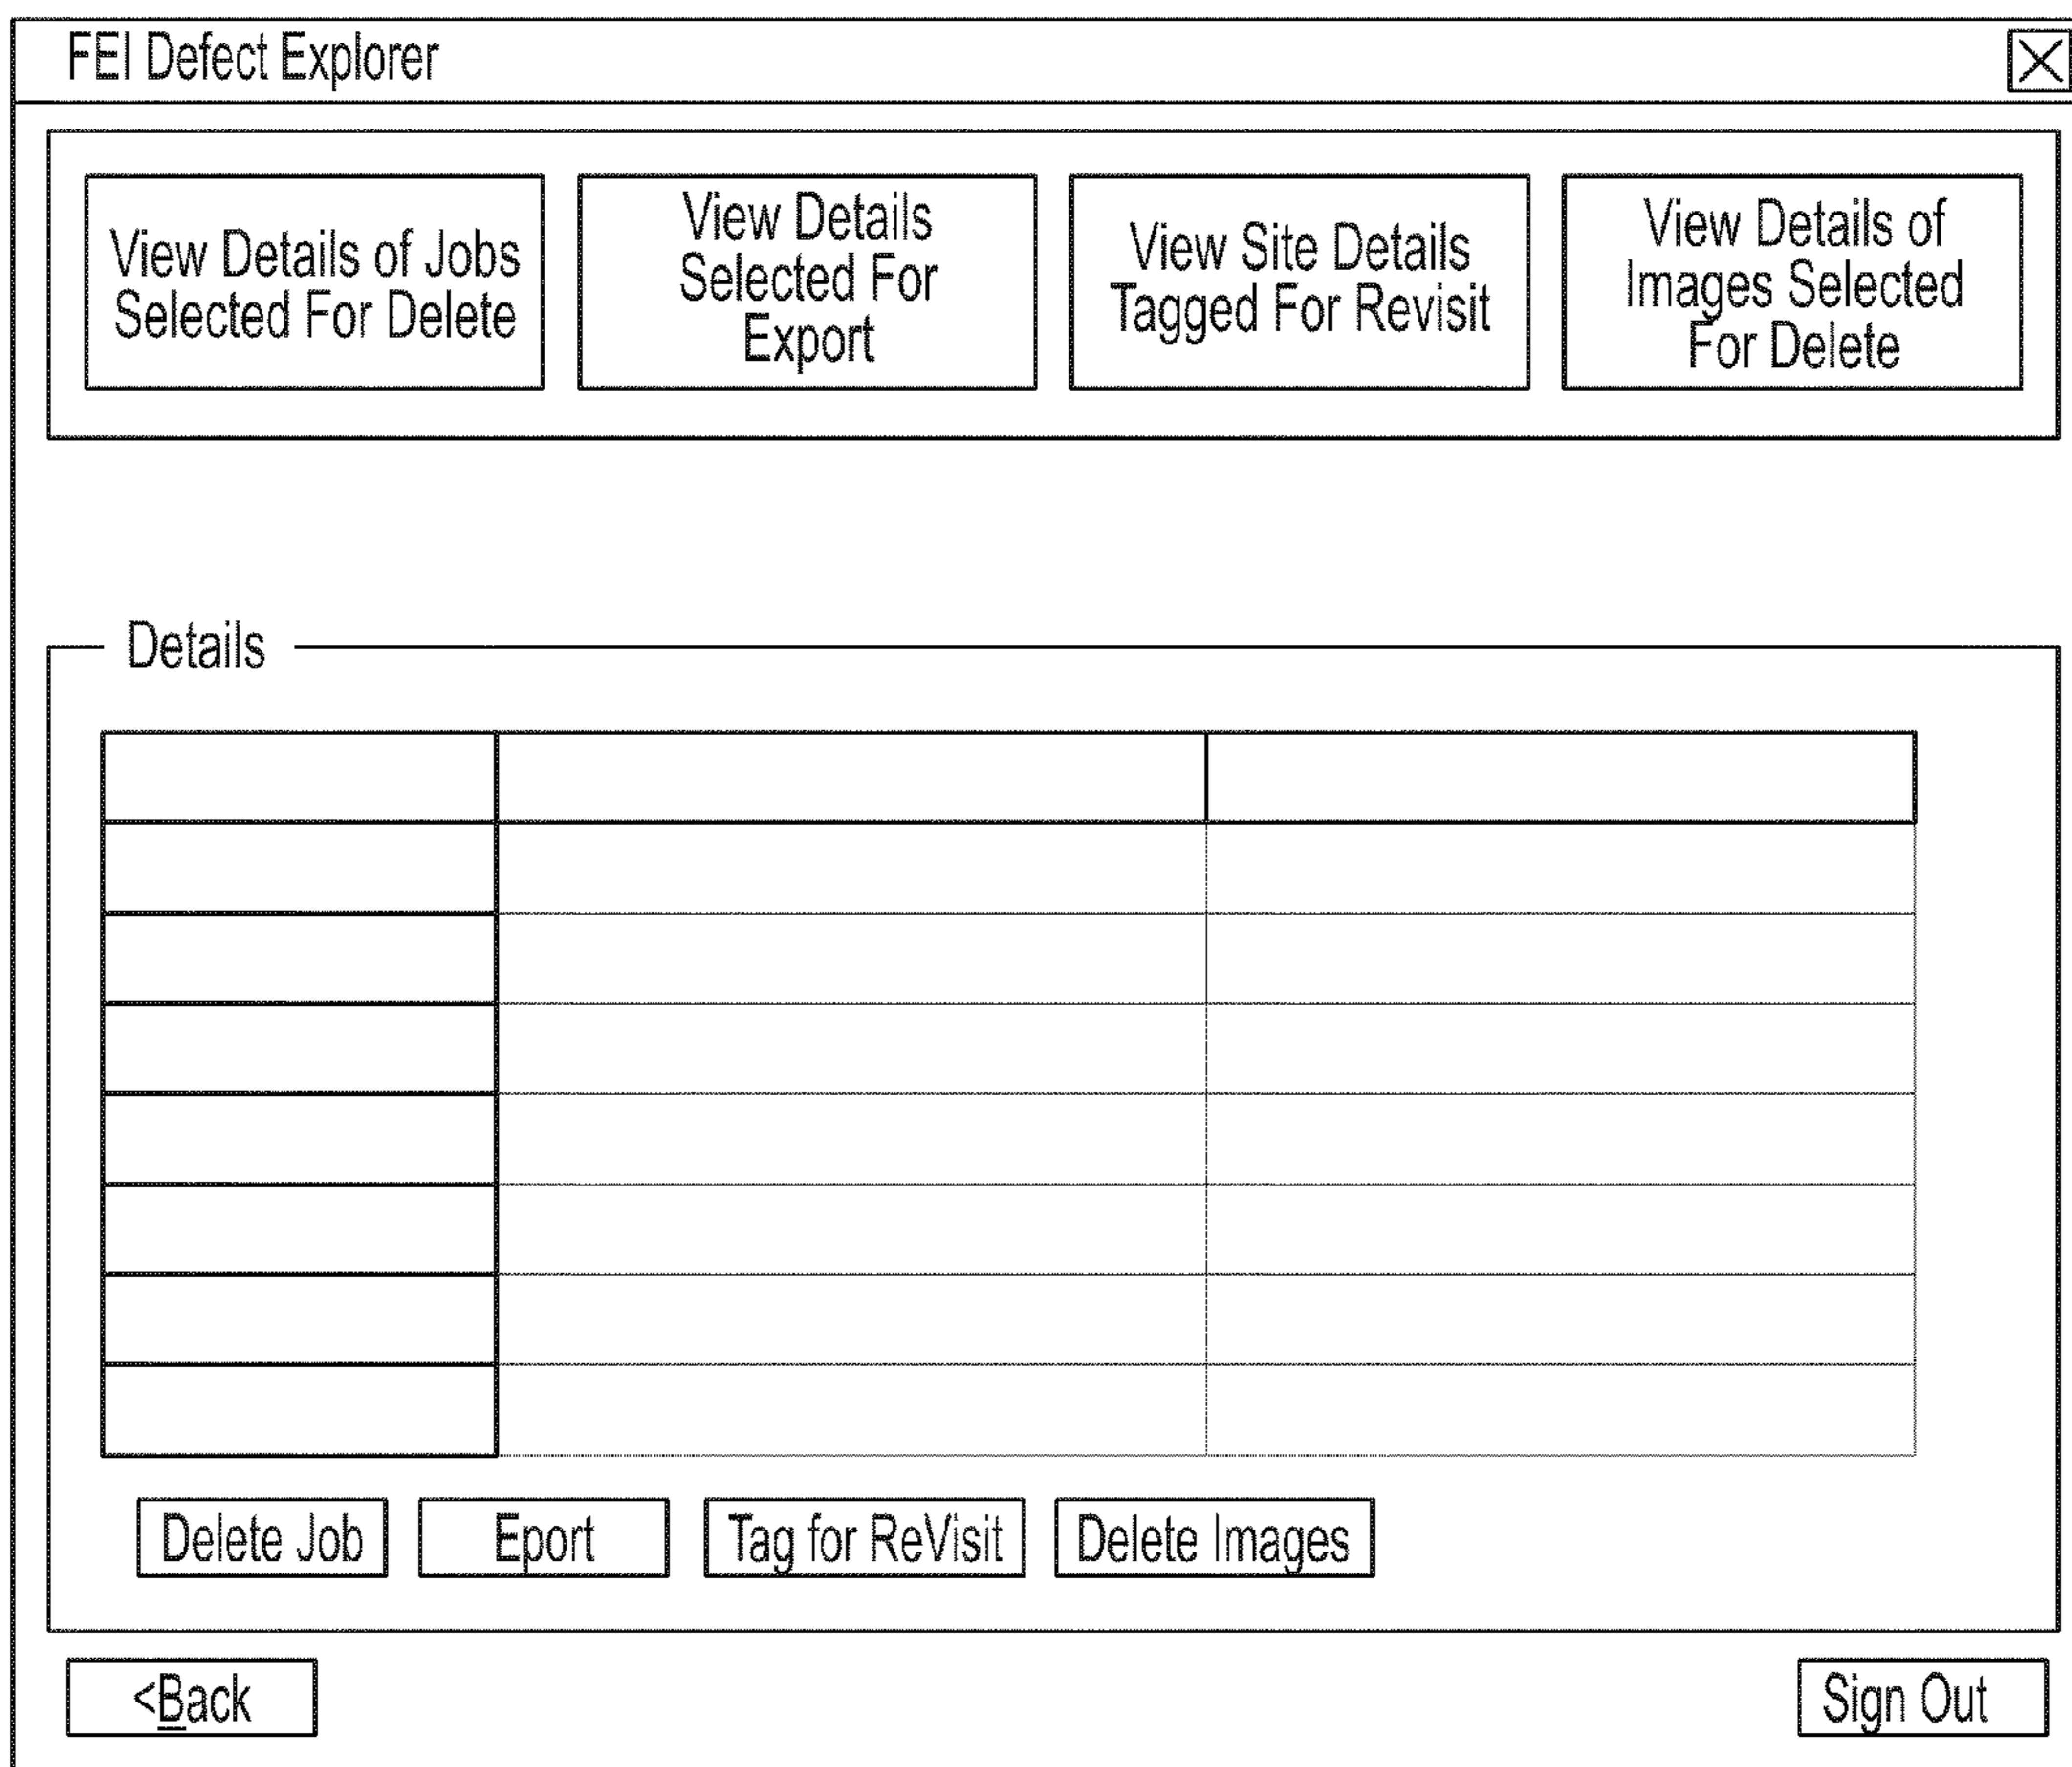 FEI Defect Explorer
View Details of Jobs
Selected For Delete
View Details
Selected For
Export
View Site Details
Tagged For Revisit
View Details of
Images Selected
For Delete
Details
Delete Job
Eport
Tag for ReVisit
Delete Images
<Back
Sign Out